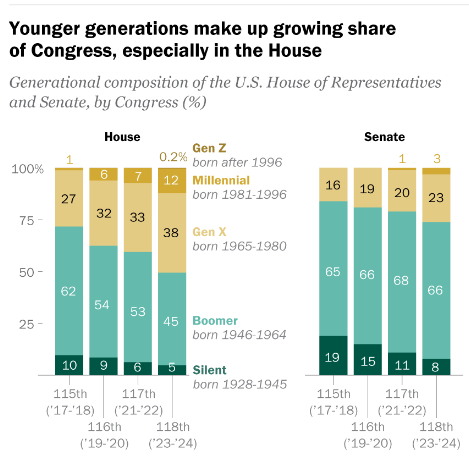 Younger generations make up growing share
of Congress, especially in the House
Generational composition of the U.S. House of Representatives
and Senate, by Congress (%)
House
Senate
Gen Z
born after 1996
Millennial
born 1981-1996
Gen X
born 1965-1980
Boomer
born 1946-1964
Silent
born 1928-1945
100%
75
50
25
1
27
62
10
6
32
54
9
7
33
53
6
0.2%
12
38
45
5
16
65
19
19
66
15
1
20
68
11
3
23
66
8
115th
('17-'18)
116th
('19-'20)
117th
('21-'22)
118th
('23-'24)
115th
('17-'18)
116th
('19-'20)
117th
('21-'22)
118th
('23-'24)